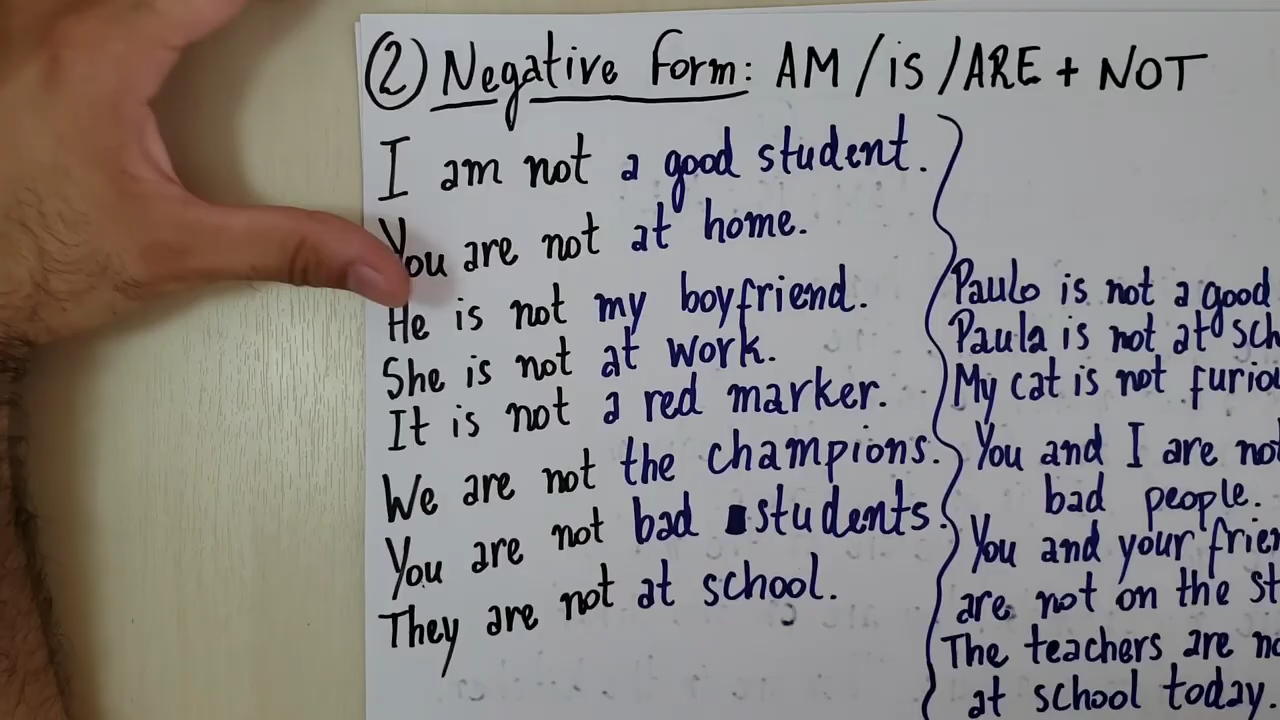 ② Negative form: AM / iS / ARE + NOT
I am not a good student.
You are not at home.
He is not my boyfriend.
She is not at work.
It is not a red marker.
We are not the champions.
You are not bad students.
They are not at school.
Paulo is not a good
Paula is not at
My cat is not
You and I are
bad people.
You and your
are not on the
The teachers are
at school today.